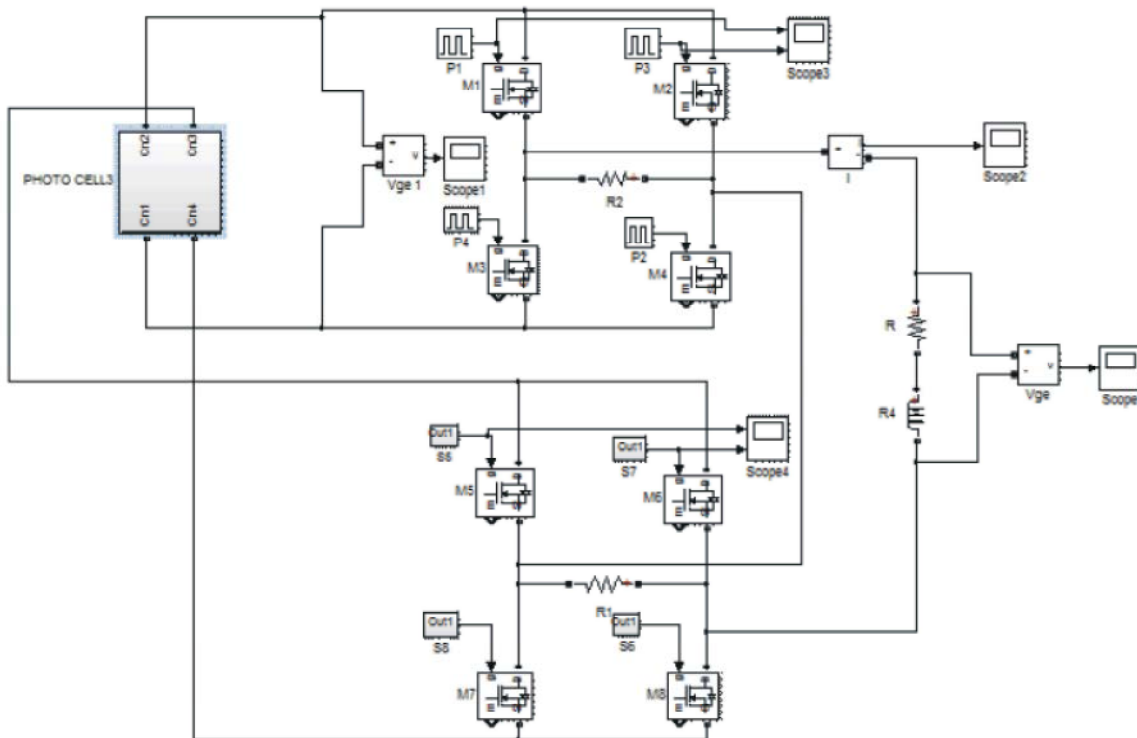 P1
M1
P3
M2
Scope3
Cn2
Cn3
PHOTO CELL3
Cn1
Cn4
+
-
v
Vge 1
Scope1
I
Scope2
R2
P4
M3
P2
M4
R
R4
+
-
v
Vge
Scope
Out1
S5
Out1
S7
Scope4
M5
M6
R1
Out1
S8
Out1
S6
M7
M8